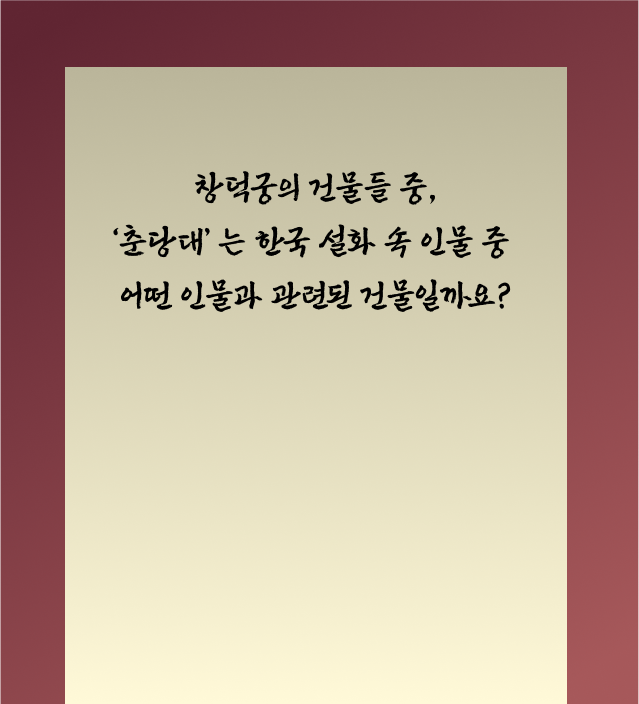 창덕궁의 건물들 중,
‘춘당대’ 는 한국 설화 속 인물 중
어떤 인물과 관련된 건물일까요?